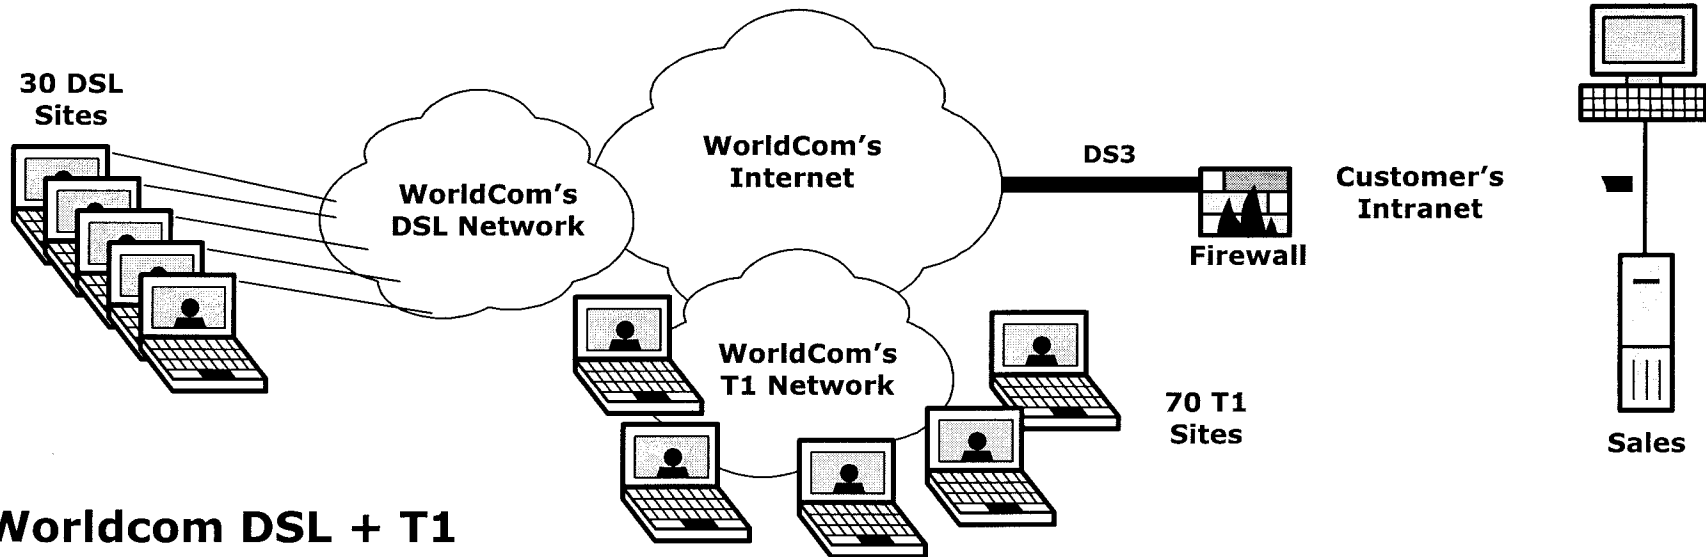 30 DSL
Sites
WorldCom's
DSL Network
WorldCom's
Internet
DS3
Firewall
Customer's
Intranet
WorldCom's
T1 Network
70 T1
Sites
Sales
Worldcom DSL + T1